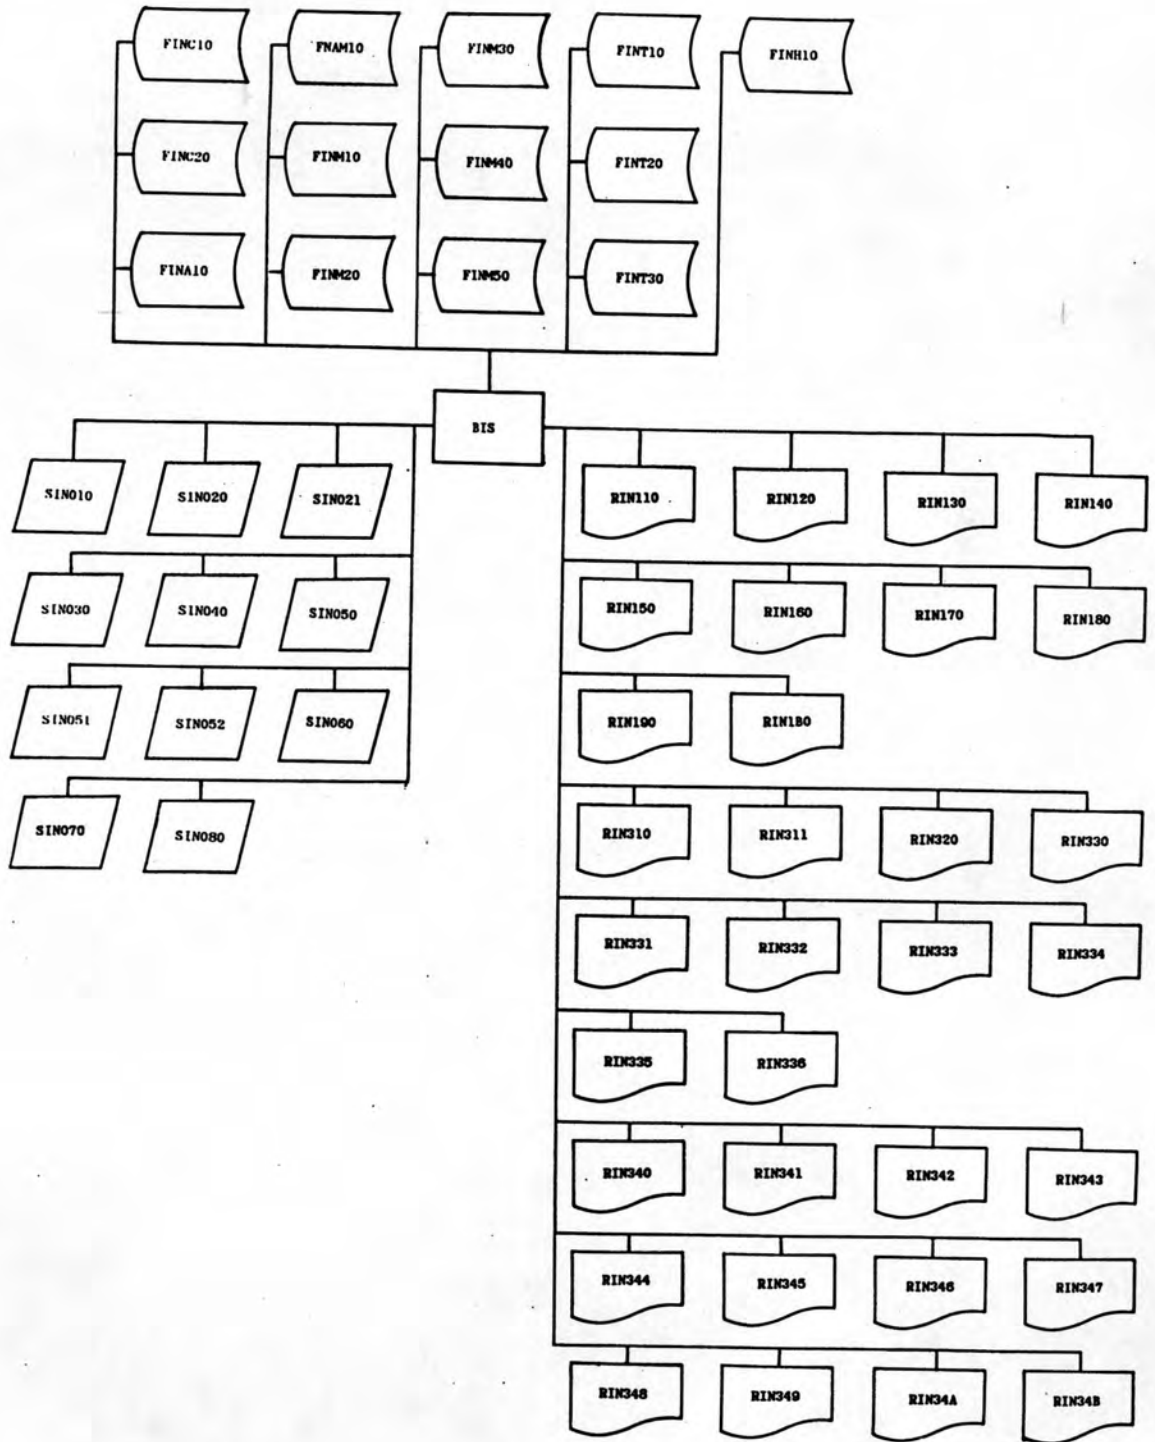 FINC10 FNAM10 FINM30 FINT10 FINH10
FINC20 FINM10 FINM40 FINT20
FINA10 FINM20 FINM50 FINT30
BIS
SIN010 SIN020 SIN021
SIN030 SIN040 SIN050
SIN051 SIN052 SIN060
SIN070 SIN080
RIN110 RIN120 RIN130 RIN140
RIN150 RIN160 RIN170 RIN180
RIN190 RIN1B0
RIN310 RIN311 RIN320 RIN330
RIN331 RIN332 RIN333 RIN334
RIN335 RIN336
RIN340 RIN341 RIN342 RIN343
RIN344 RIN345 RIN346 RIN347
RIN348 RIN349 RIN34A RIN34B